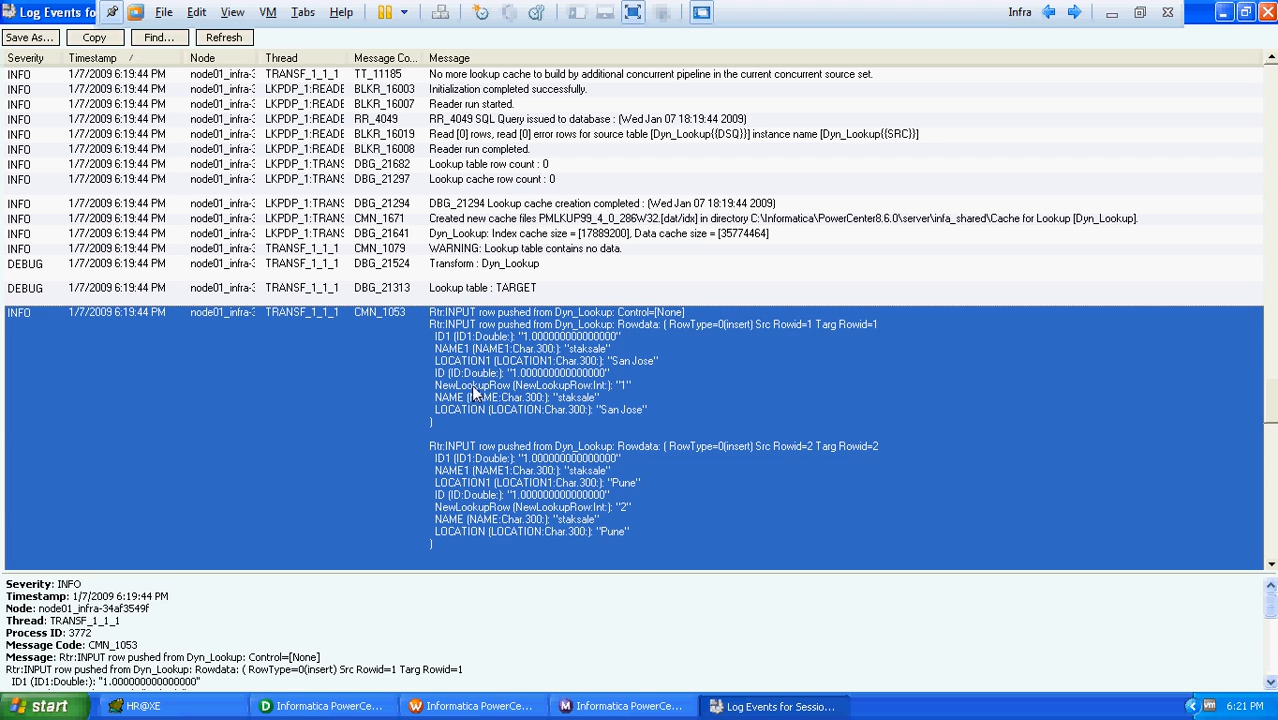 Log Events for
File Edit View VM Tabs Help
Infra
Save As... Copy Find... Refresh
Severity Timestamp / Node Thread Message Co... Message
INFO 1/7/2009 6:19:44 PM node01_infra-3 TRANSF_1_1_1 TT_11185 No more lookup cache to build by additional concurrent pipeline in the current concurrent source set.
INFO 1/7/2009 6:19:44 PM node01_infra-3 LKPDP_1:READE BLKR_16003 Initialization completed successfully.
INFO 1/7/2009 6:19:44 PM node01_infra-3 LKPDP_1:READE BLKR_16007 Reader run started.
INFO 1/7/2009 6:19:44 PM node01_infra-3 LKPDP_1:READE RR_4049 RR_4049 SQL Query issued to database : (Wed Jan 07 18:19:44 2009)
INFO 1/7/2009 6:19:44 PM node01_infra-3 LKPDP_1:READE BLKR_16019 Read [0] rows, read [0] error rows for source table [Dyn_Lookup{{DSQ}}] instance name [Dyn_Lookup{{SRC}}]
INFO 1/7/2009 6:19:44 PM node01_infra-3 LKPDP_1:READE BLKR_16008 Reader run completed.
INFO 1/7/2009 6:19:44 PM node01_infra-3 LKPDP_1:TRANS DBG_21682 Lookup table row count : 0
INFO 1/7/2009 6:19:44 PM node01_infra-3 LKPDP_1:TRANS DBG_21297 Lookup cache row count : 0
INFO 1/7/2009 6:19:44 PM node01_infra-3 LKPDP_1:TRANS DBG_21294 DBG_21294 Lookup cache creation completed : (Wed Jan 07 18:19:44 2009)
INFO 1/7/2009 6:19:44 PM node01_infra-3 LKPDP_1:TRANS CMN_1671 Created new cache files PMLKUP99_4_0_286W32.[dat/idx] in directory C:\Informatica\PowerCenter8.6.0\server\infa_shared\Cache for Lookup [Dyn_Lookup].
INFO 1/7/2009 6:19:44 PM node01_infra-3 LKPDP_1:TRANS DBG_21641 Dyn_Lookup: Index cache size = [17889200], Data cache size = [35774464]
INFO 1/7/2009 6:19:44 PM node01_infra-3 TRANSF_1_1_1 CMN_1079 WARNING: Lookup table contains no data.
DEBUG 1/7/2009 6:19:44 PM node01_infra-3 TRANSF_1_1_1 DBG_21524 Transform : Dyn_Lookup
DEBUG 1/7/2009 6:19:44 PM node01_infra-3 TRANSF_1_1_1 DBG_21313 Lookup table : TARGET
INFO 1/7/2009 6:19:44 PM node01_infra-3 TRANSF_1_1_1 CMN_1053 Rtr:INPUT row pushed from Dyn_Lookup: Control=[None]
Rtr:INPUT row pushed from Dyn_Lookup: Rowdata: ( RowType=0(insert) Src Rowid=1 Targ Rowid=1
ID1 (ID1:Double:): "1.000000000000000"
NAME1 (NAME1:Char.300:): "staksale"
LOCATION1 (LOCATION1:Char.300:): "San Jose"
ID (ID:Double:): "1.000000000000000"
NewLookupRow (NewLookupRow:Int:): "1"
NAME (NAME:Char.300:): "staksale"
LOCATION (LOCATION:Char.300:): "San Jose"
)
Rtr:INPUT row pushed from Dyn_Lookup: Rowdata: ( RowType=0(insert) Src Rowid=2 Targ Rowid=2
ID1 (ID1:Double:): "1.000000000000000"
NAME1 (NAME1:Char.300:): "staksale"
LOCATION1 (LOCATION1:Char.300:): "Pune"
ID (ID:Double:): "1.000000000000000"
NewLookupRow (NewLookupRow:Int:): "2"
NAME (NAME:Char.300:): "staksale"
LOCATION (LOCATION:Char.300:): "Pune"
)
Severity: INFO
Timestamp: 1/7/2009 6:19:44 PM
Node: node01_infra-34af3549f
Thread: TRANSF_1_1_1
Process ID: 3772
Message Code: CMN_1053
Message: Rtr:INPUT row pushed from Dyn_Lookup: Control=[None]
Rtr:INPUT row pushed from Dyn_Lookup: Rowdata: ( RowType=0(insert) Src Rowid=1 Targ Rowid=1
ID1 (ID1:Double:): "1.000000000000000"
start HR@XE Informatica PowerCe... Informatica PowerCe... Informatica PowerCe... Log Events for Sessio... 6:21 PM